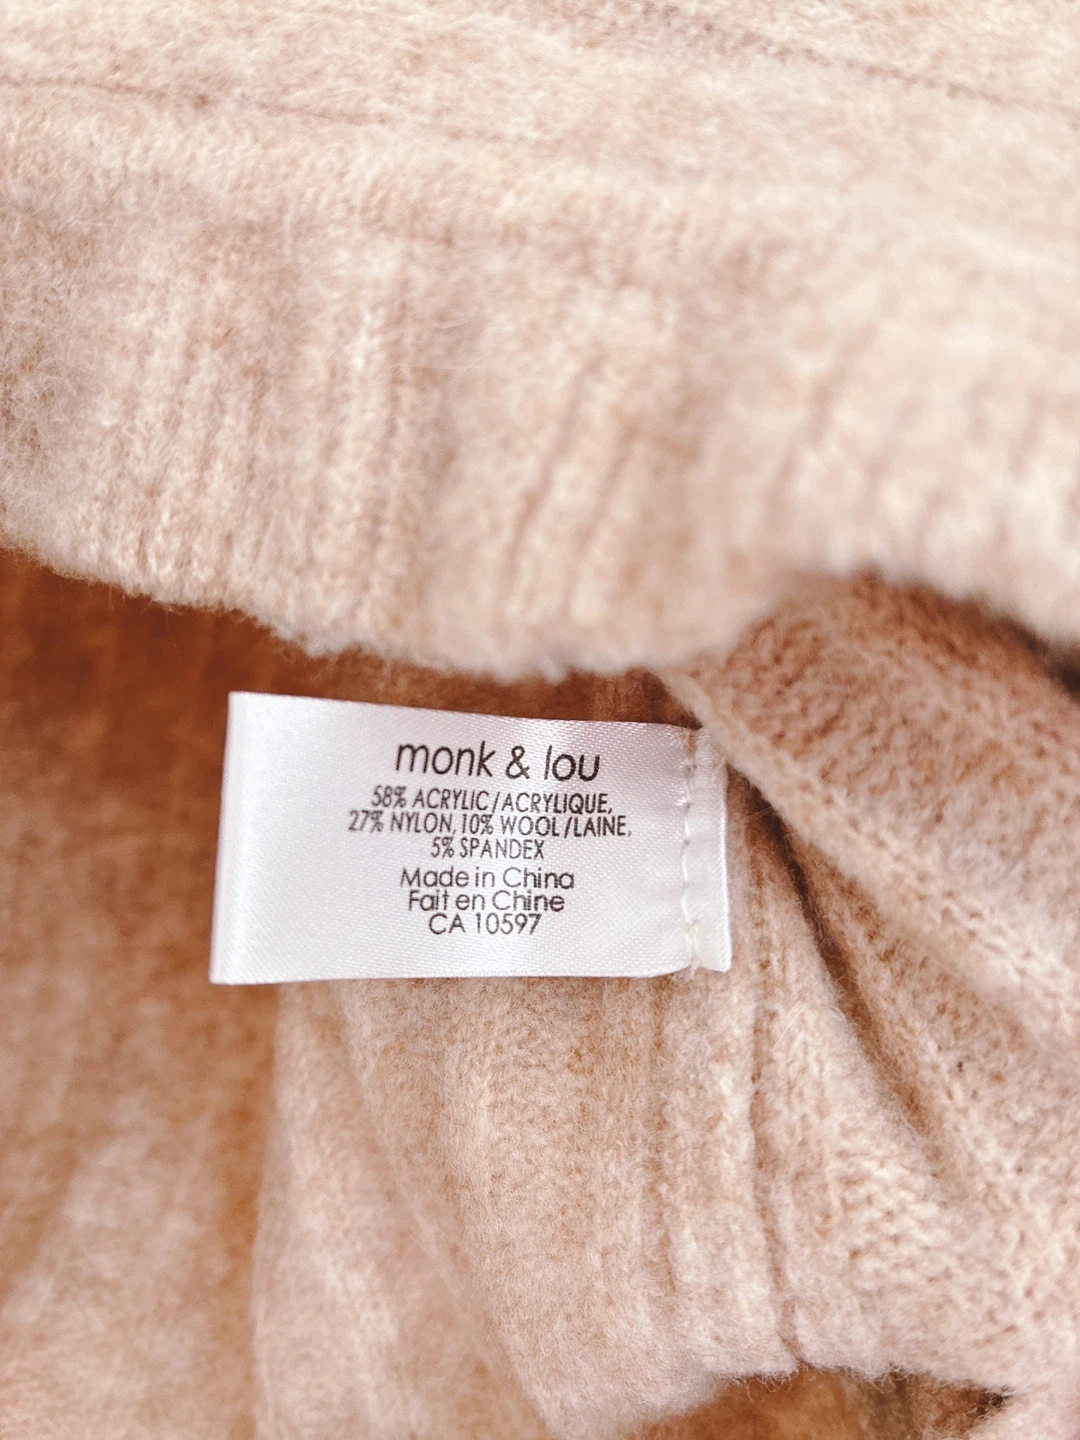 monk & lou
58% ACRYLIC/ACRYLIQUE,
27% NYLON, 10% WOOL/LAINE,
5% SPANDEX
Made in China
Fait en Chine
CA 10597